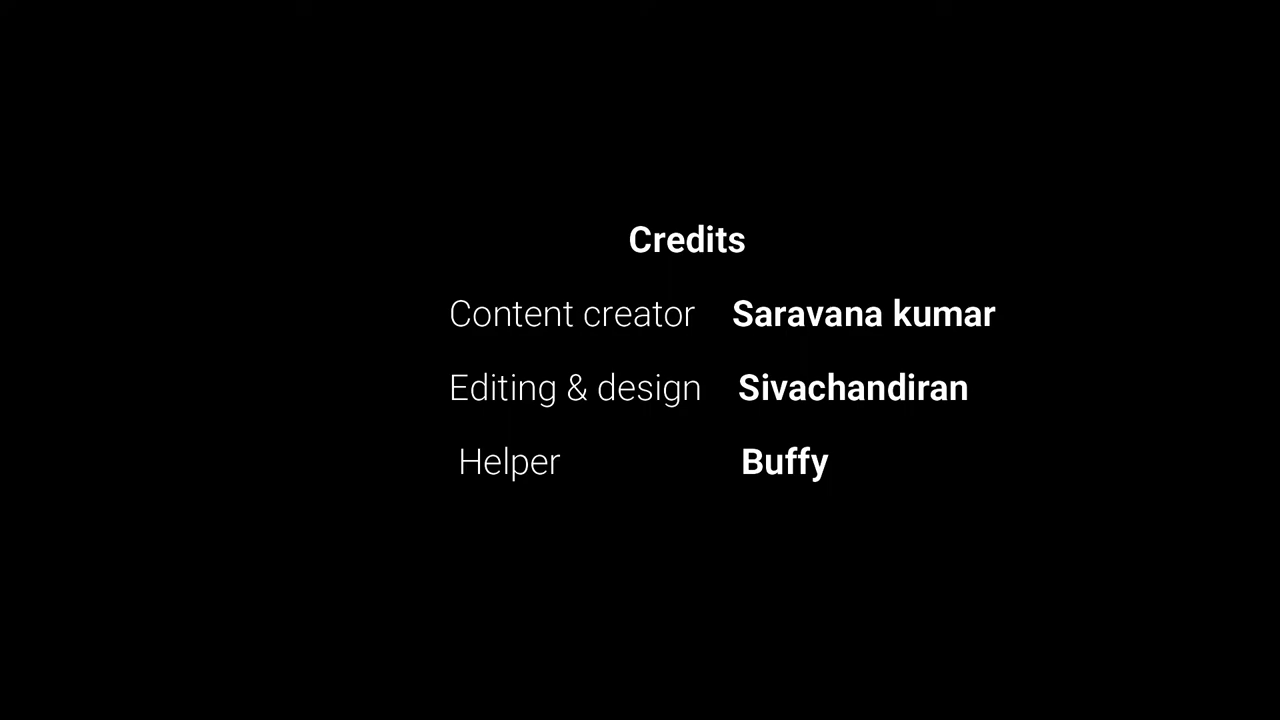 Credits
Content creator Saravana kumar
Editing & design Sivachandiran
Helper Buffy